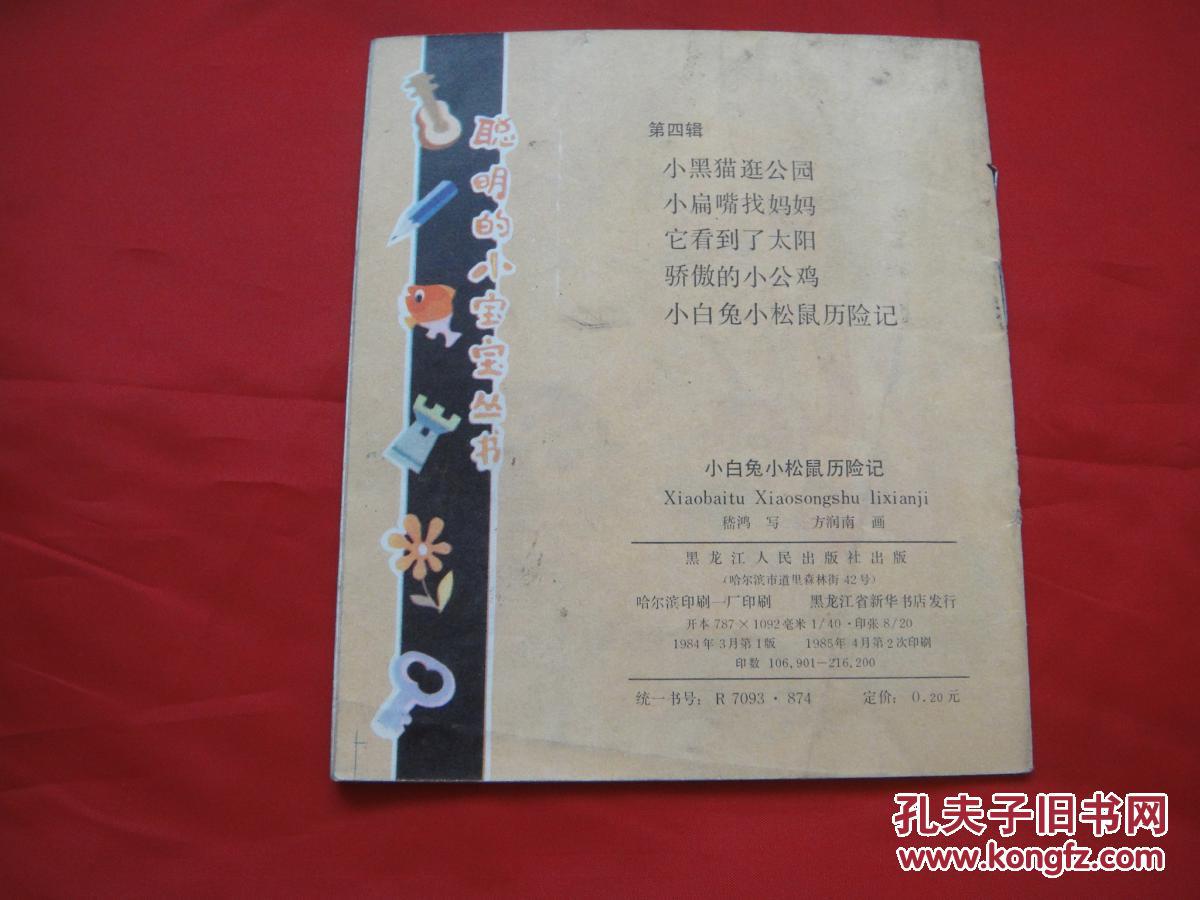 聪明的小宝宝丛书
第四辑
小黑猫逛公园
小扁嘴找妈妈
它看到了太阳
骄傲的小公鸡
小白兔小松鼠历险记
小白兔小松鼠历险记
Xiaobaitu Xiaosongshu lixianji
嵇鸿 写 方润南 画
黑龙江人民出版社出版
(哈尔滨市道里森林街 42号)
哈尔滨印刷一厂印刷 黑龙江省新华书店发行
开本 787×1092毫米 1/40·印张 8/20
1984年 3月第1版 1985年 4月第2次印刷
印数 106,901—216,200
统一书号: R 7093·874 定价: 0.20元
孔夫子旧书网
www.kongfz.com